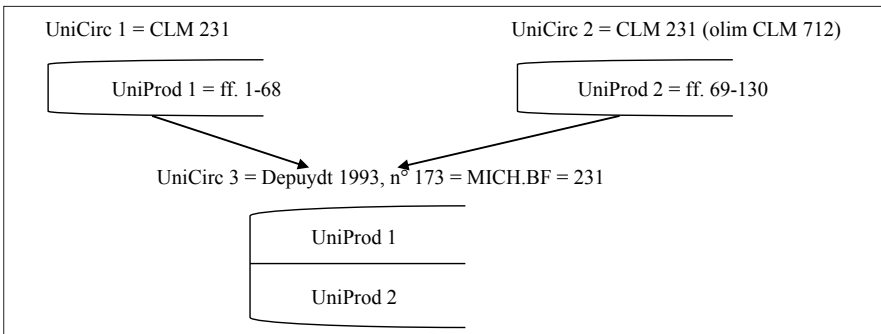 UniCirc 1 = CLM 231 UniCirc 2 = CLM 231 (olim CLM 712)
UniProd 1 = ff. 1-68 UniProd 2 = ff. 69-130
UniCirc 3 = Depuydt 1993, n° 173 = MICH.BF = 231
UniProd 1
UniProd 2